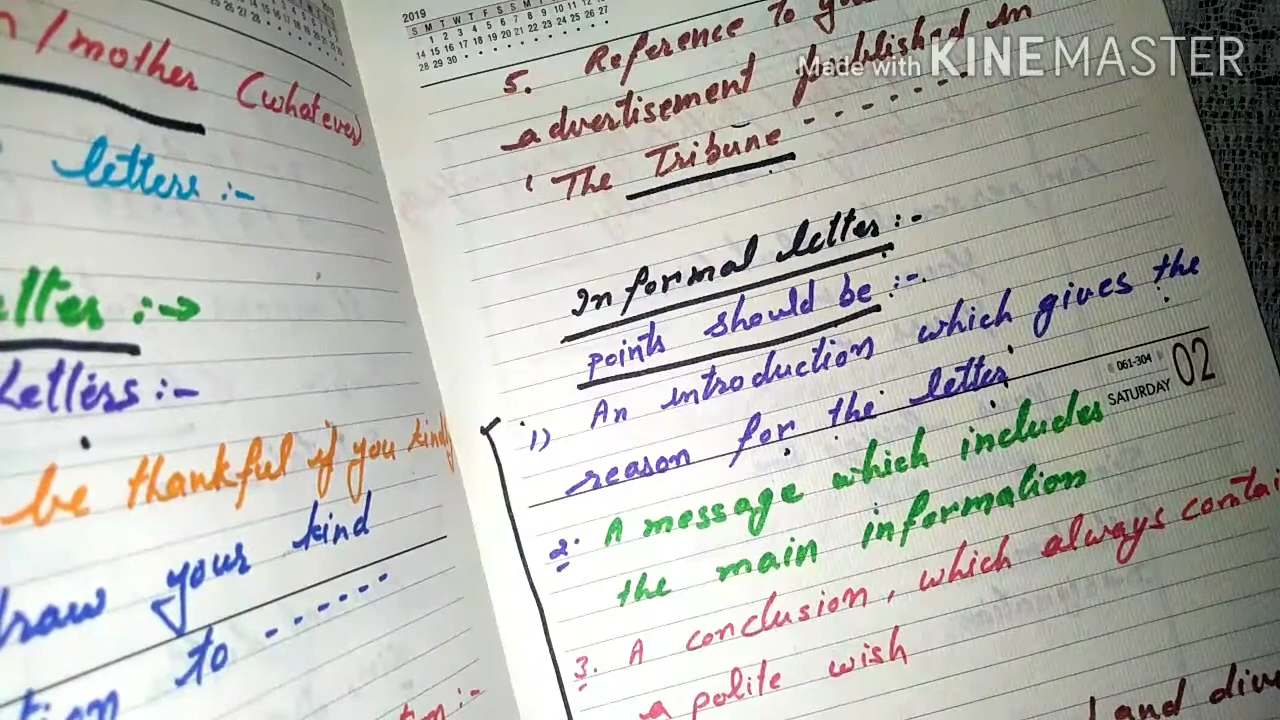 /mother (whatever)
letters :-
Letters :-
be thankful if you kindly
draw your kind
to ------
2019
S M T W T F S S M T W T F S
1 2 3 4 5 6 7 8 9 10 11 12 13
14 15 16 17 18 19 20 21 22 23 24 25 26 27
28 29 30
5. Reference To
advertisement published in
' The Tribune ------
Informal letter :-
points should be :-
1) An introduction which gives the
reason for the letter
061-304
SATURDAY 02
2. A message which includes
the main information
3. A conclusion, which always contai
a polite wish
and
Made with KINEMASTER